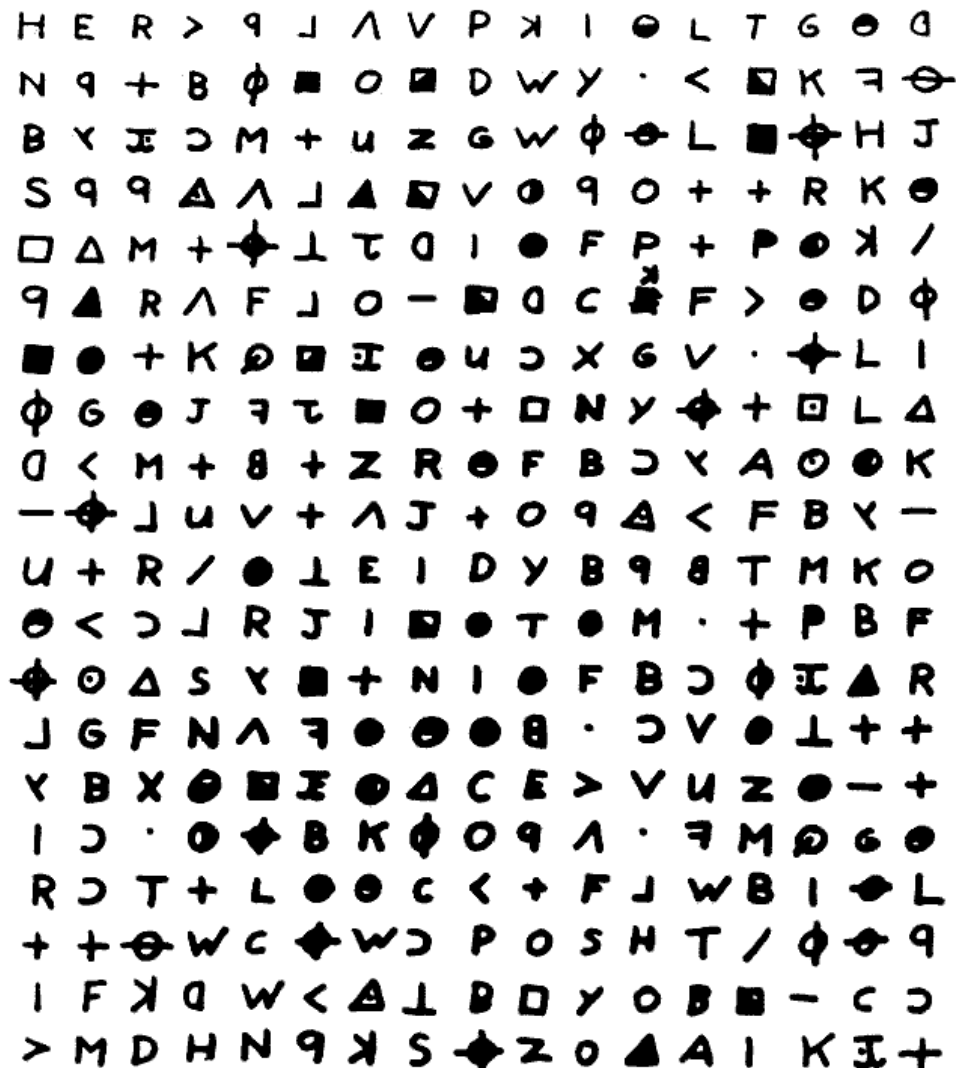 H E R > ꟼ ⅃ Λ V P ꓘ I ◒ L T G ◒ ᗡ
N ꟼ + B ϕ ■ O ◪ D W Y · < ◩ K ꟻ ⊖
B Y Ɪ Ɔ M + U Z G W ϕ ⊖ L ■ ⌖ H J
S ꟼ ꟼ ◬ Λ ⅃ ▲ ◩ V ◑ ꟼ O + + R K ◒
□ △ M + ⌖ ⊥ Ʇ ᗡ I ● F P + P ◑ ꓘ /
ꟼ ▲ R Λ F ⅃ O – ◪ ᗡ C ■ F > ◒ D ϕ
■ ● + K ⌕ ◪ Ɪ ◒ U Ɔ X G V · ⌖ L I
ϕ G ◒ J ꟻ Ʇ ■ O + □ N Y ⌖ + ⊡ L △
ᗡ < M + 8 + Z R ◒ F B Ɔ Y A ⊙ ◑ K
– ⌖ ⅃ U V + Λ J + O ꟼ ◬ < F B Y –
U + R / ● ⊥ E I D Y B ꟼ 8 T M K O
◒ < Ɔ ⅃ R J I ◪ ● T ● M · + P B F
⌖ ⊙ △ S Y ■ + N I ● F B Ɔ ϕ Ɪ ▲ R
⅃ G F N Λ ꟻ ● ◒ ● 8 · Ɔ V ● ⊥ + +
Y B X ◒ ■ Ɪ ◑ △ C E > V U Z ● – +
I Ɔ · ◑ ⌖ B K ϕ O ꟼ Λ · ꟻ M ⌕ G ◒
R Ɔ T + L ● ◒ C < + F ⅃ W B I ⊖ L
+ + ⊖ W C ⌖ W Ɔ P O S H T / ϕ ⊖ ꟼ
I F ꓘ ᗡ W < ◬ ⊥ B □ Y O B ■ – C Ɔ
> M D H N ꟼ ꓘ S ⌖ Z O ▲ A I K Ɪ +